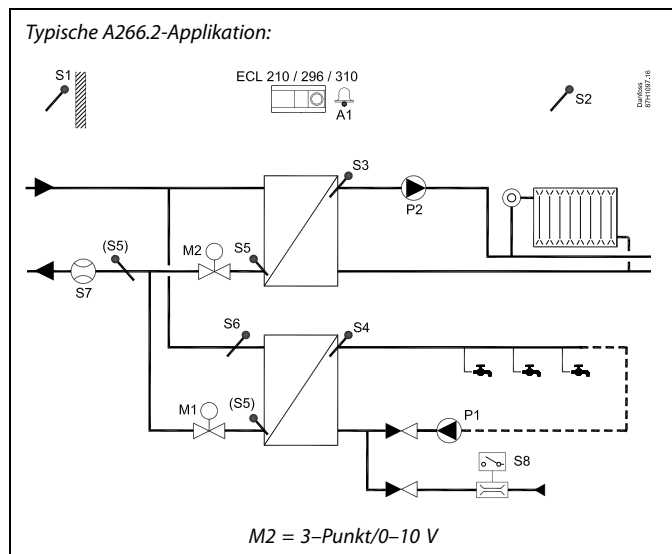 Typische A266.2-Applikation:
S1
ECL 210 / 296 / 310
A1
S2
Danfoss
87H1097.16
S3
P2
(S5)
M2
S5
S7
S6
S4
M1
(S5)
P1
S8
M2 = 3–Punkt/0–10 V